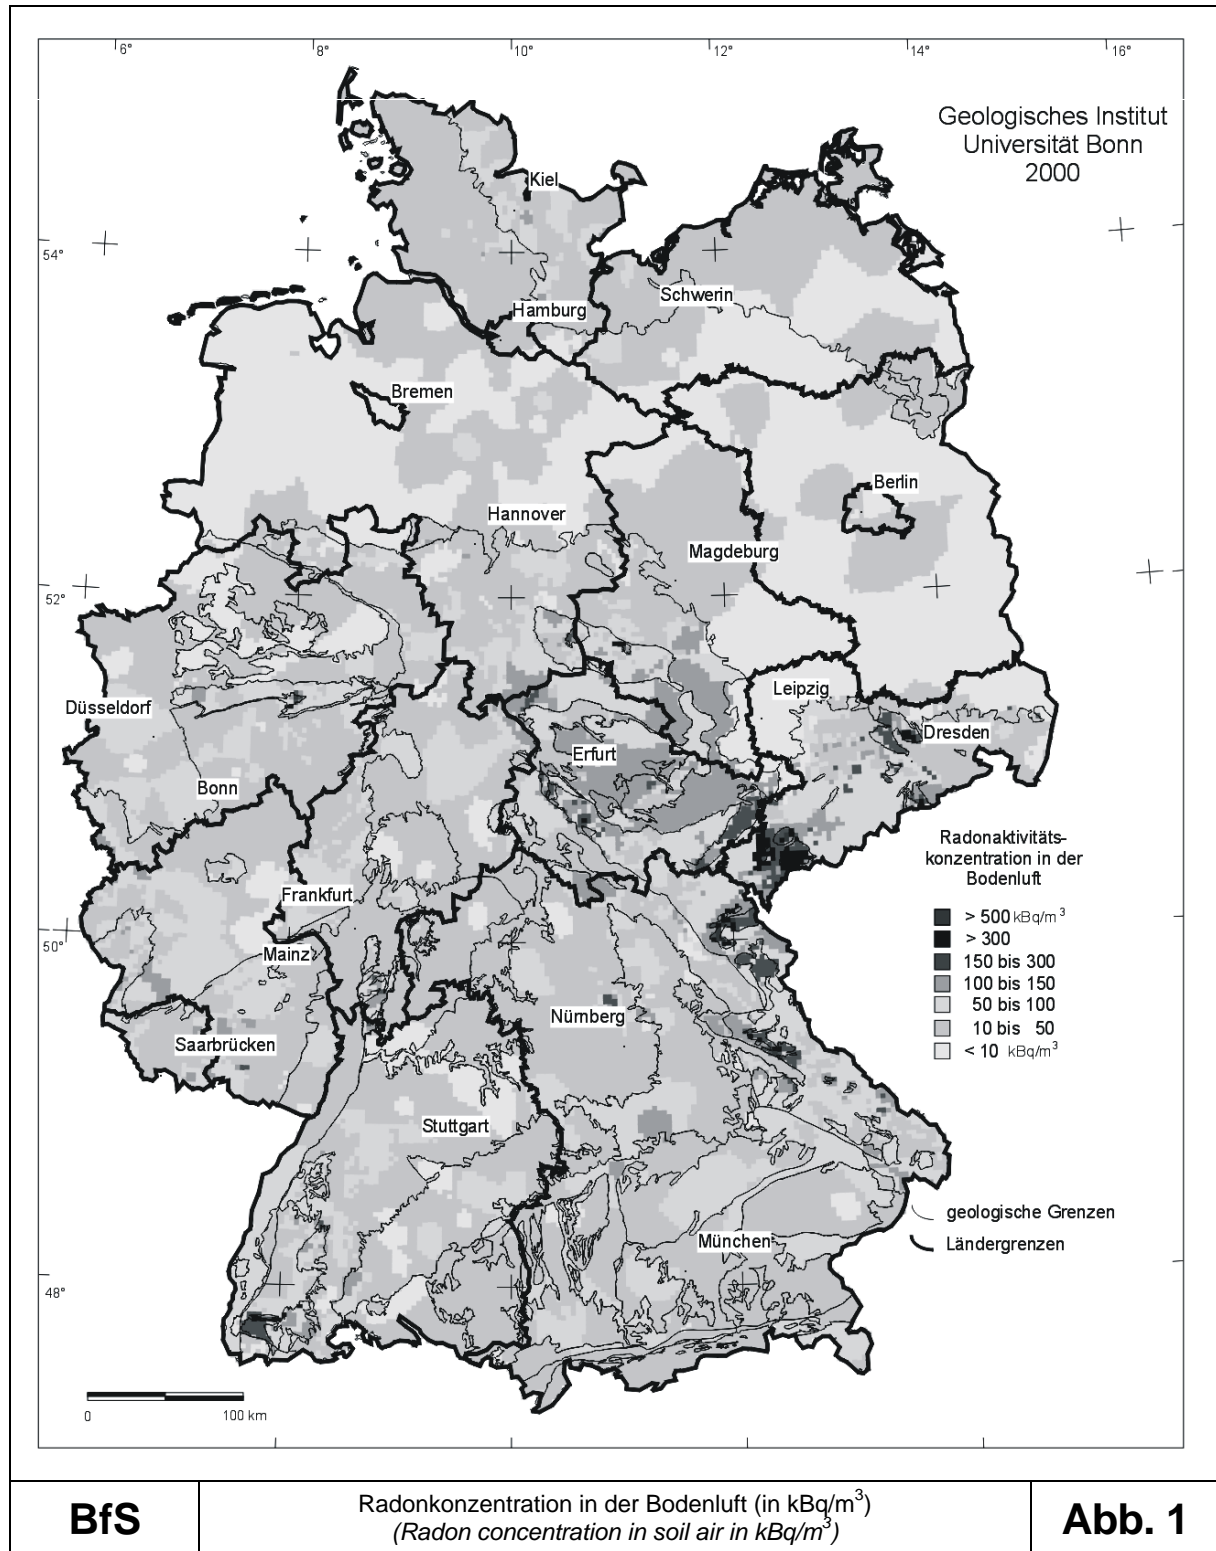 6°
8°
10°
12°
14°
16°
Geologisches Institut
Universität Bonn
2000
Kiel
54°
Schwerin
Hamburg
Bremen
Berlin
Hannover
Magdeburg
52°
Leipzig
Düsseldorf
Dresden
Erfurt
Bonn
Radonaktivitäts-
konzentration in der
Bodenluft
Frankfurt
> 500 kBq/m³
> 300
150 bis 300
100 bis 150
50 bis 100
10 bis 50
< 10 kBq/m³
50°
Mainz
Nürnberg
Saarbrücken
Stuttgart
geologische Grenzen
München
Ländergrenzen
48°
0
100 km
BfS
Radonkonzentration in der Bodenluft (in kBq/m³)
(Radon concentration in soil air in kBq/m³)
Abb. 1